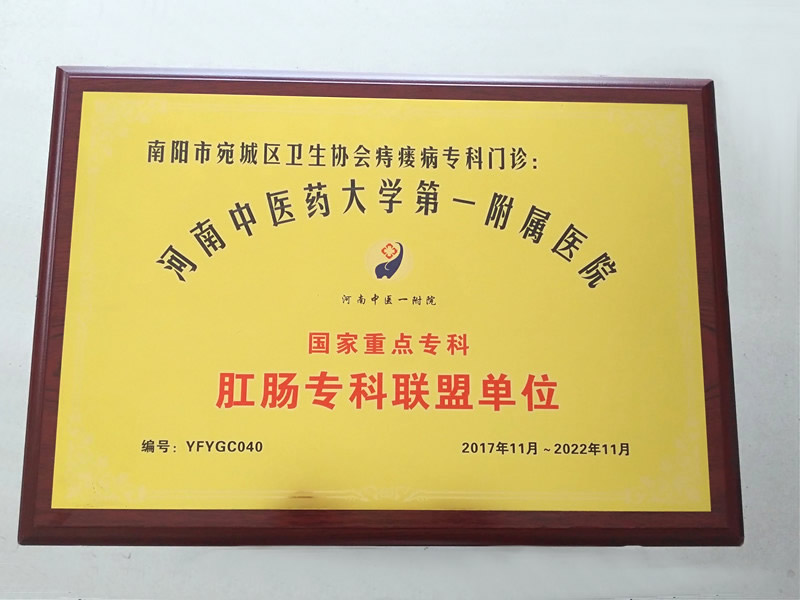 南阳市宛城区卫生协会痔瘘病专科门诊：
河南中医药大学第一附属医院
河南中医一附院
国家重点专科
肛肠专科联盟单位
编号：YFYGC040 2017年11月～2022年11月